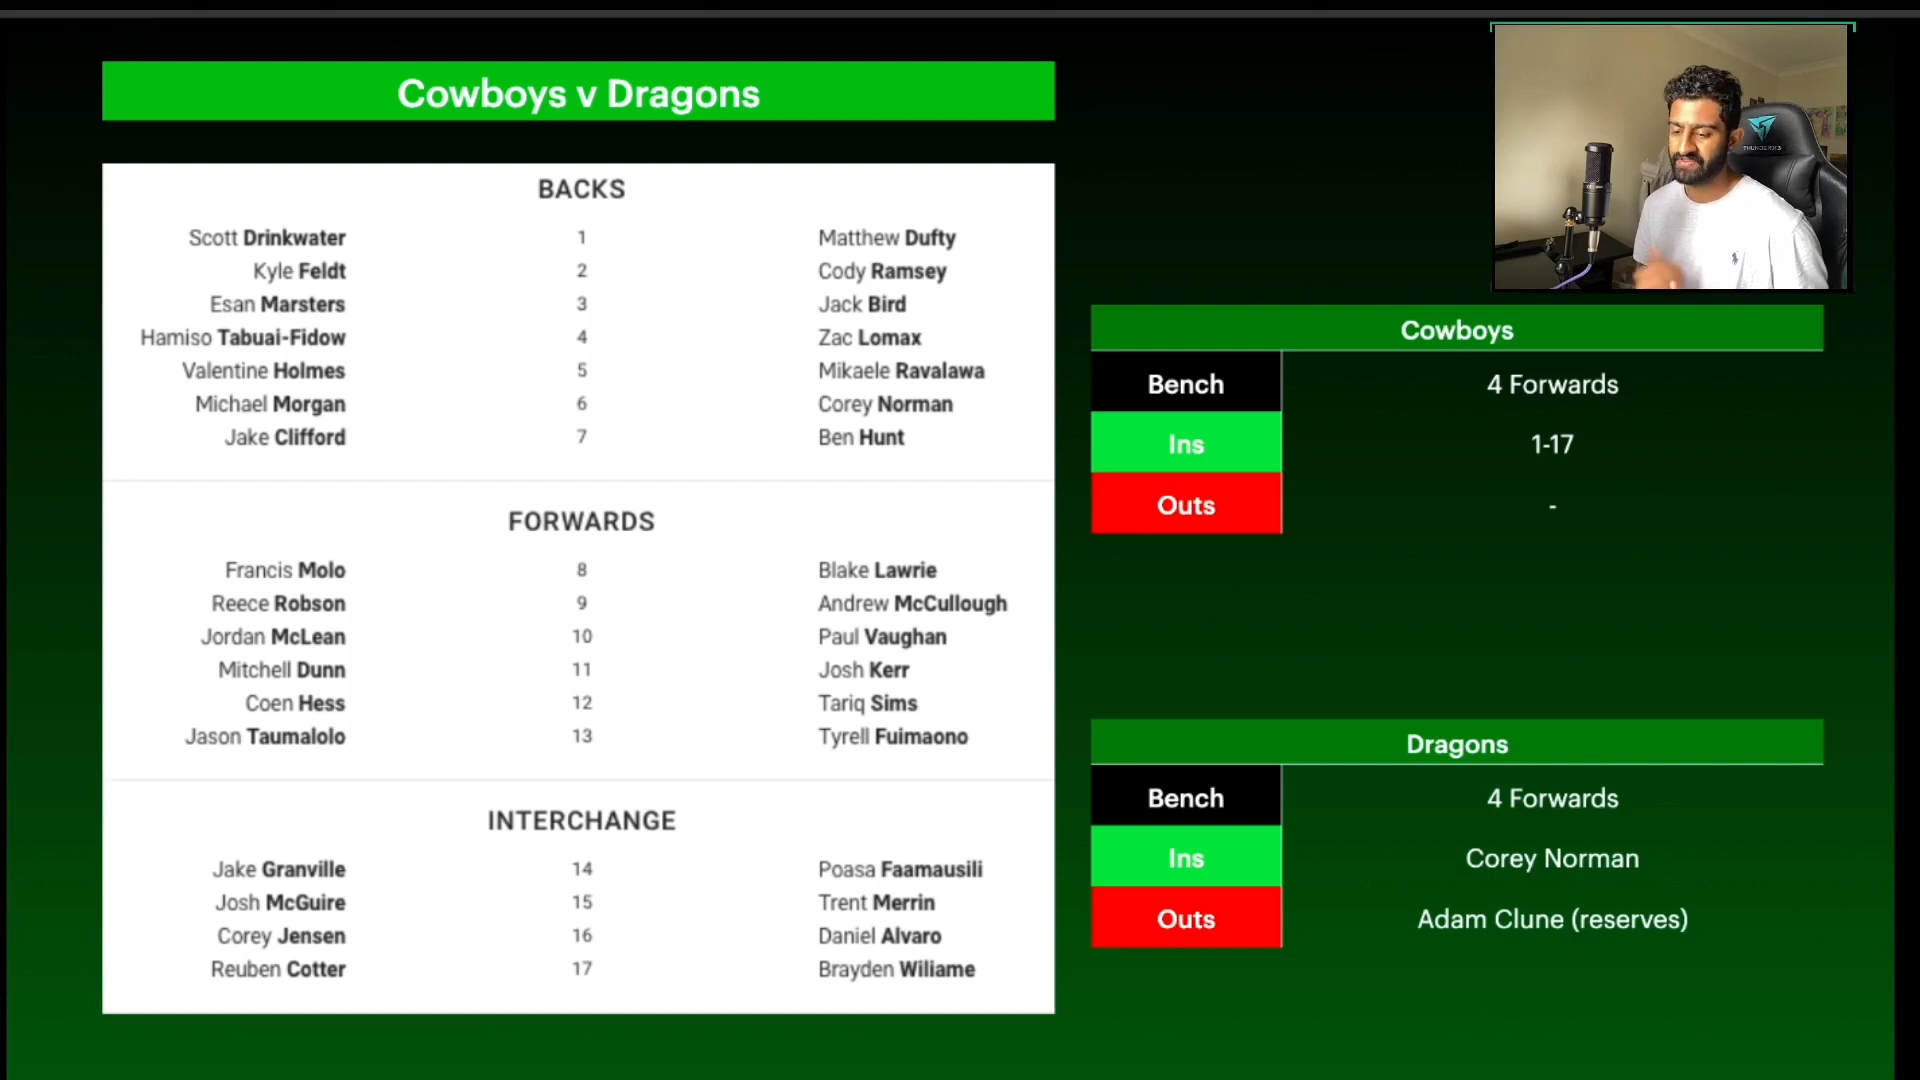 Cowboys v Dragons
BACKS
Scott Drinkwater 1 Matthew Dufty
Kyle Feldt 2 Cody Ramsey
Esan Marsters 3 Jack Bird
Hamiso Tabuai-Fidow 4 Zac Lomax
Valentine Holmes 5 Mikaele Ravalawa
Michael Morgan 6 Corey Norman
Jake Clifford 7 Ben Hunt
FORWARDS
Francis Molo 8 Blake Lawrie
Reece Robson 9 Andrew McCullough
Jordan McLean 10 Paul Vaughan
Mitchell Dunn 11 Josh Kerr
Coen Hess 12 Tariq Sims
Jason Taumalolo 13 Tyrell Fuimaono
INTERCHANGE
Jake Granville 14 Poasa Faamausili
Josh McGuire 15 Trent Merrin
Corey Jensen 16 Daniel Alvaro
Reuben Cotter 17 Brayden Wiliame
THUNDERX3
Cowboys
Bench 4 Forwards
Ins 1-17
Outs -
Dragons
Bench 4 Forwards
Ins Corey Norman
Outs Adam Clune (reserves)